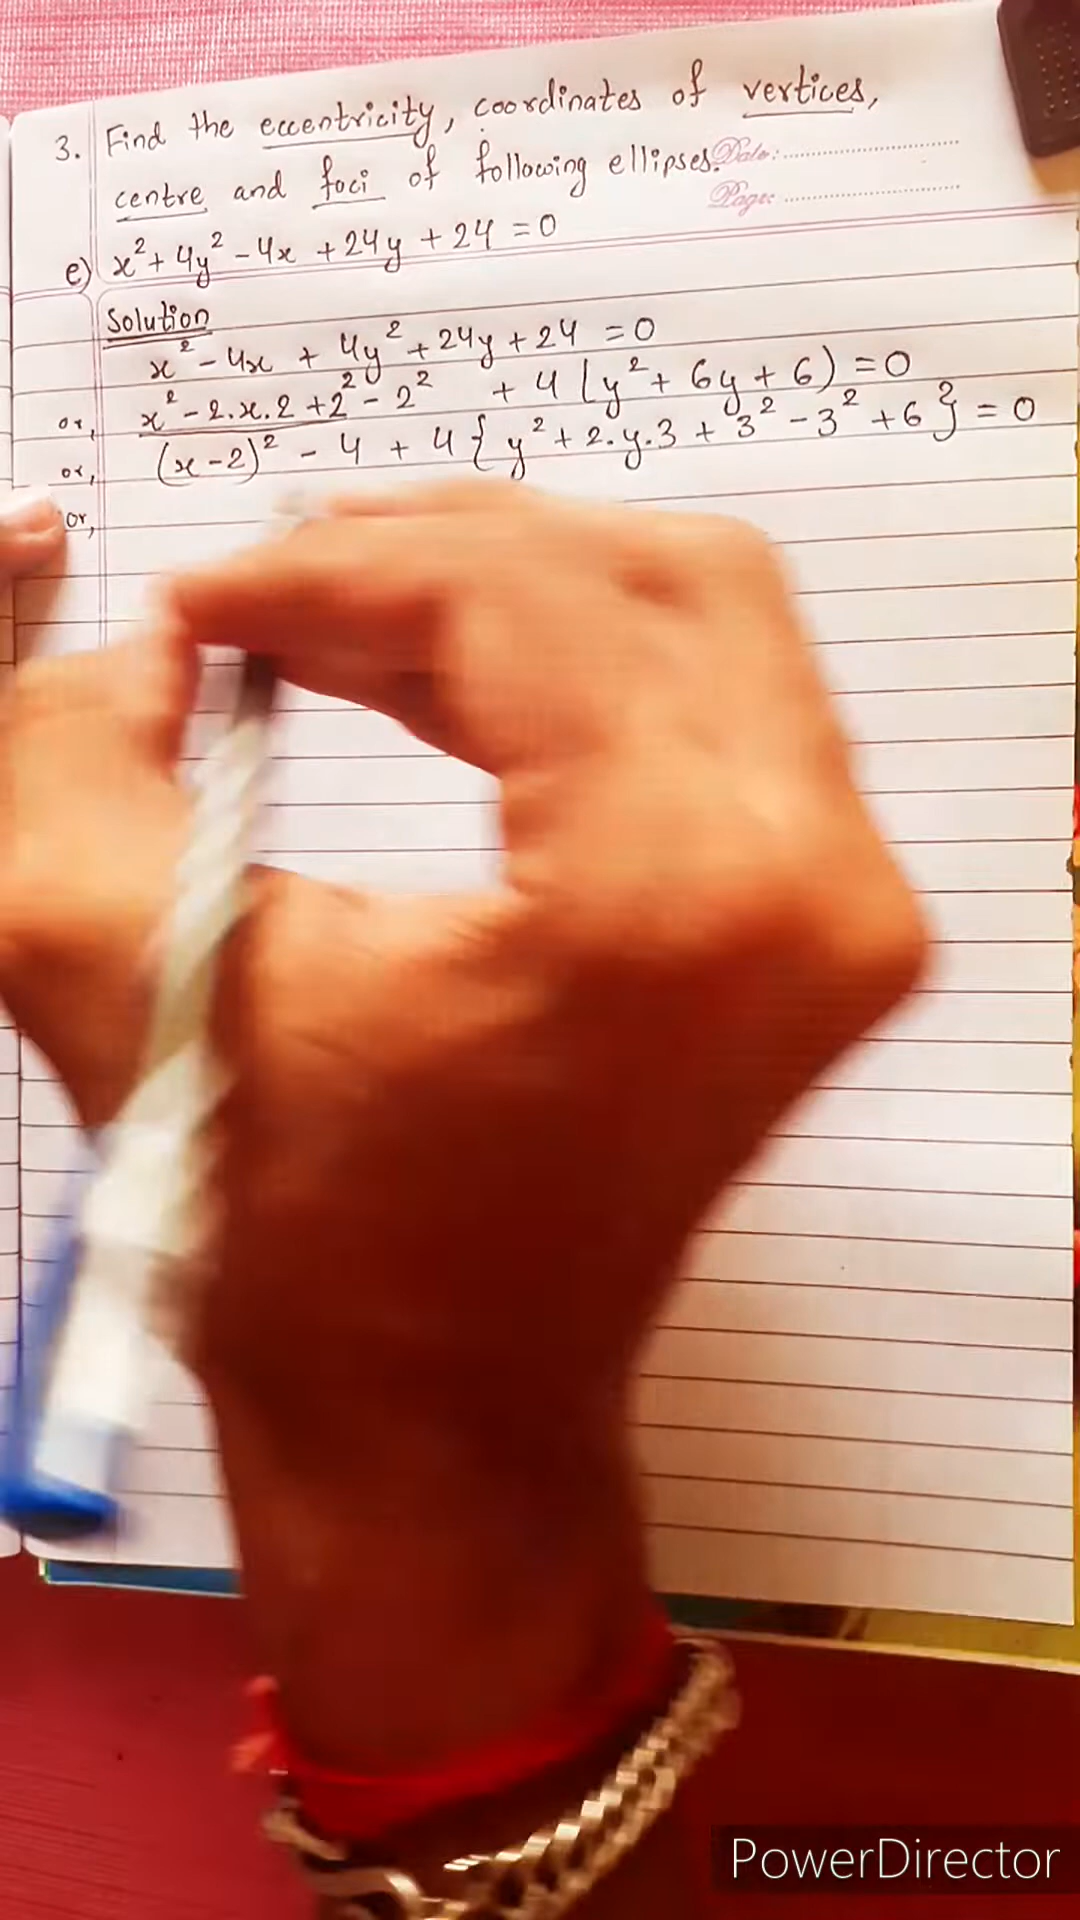 3. Find the eccentricity, coordinates of vertices,
centre and foci of following ellipses.
Date:
Page:
e) x² + 4y² - 4x + 24y + 24 = 0
Solution
x² - 4x + 4y² + 24y + 24 = 0
or, x² - 2.x.2 + 2² - 2² + 4 (y² + 6y + 6) = 0
or, (x - 2)² - 4 + 4 { y² + 2.y.3 + 3² - 3² + 6 } = 0
or,
PowerDirector